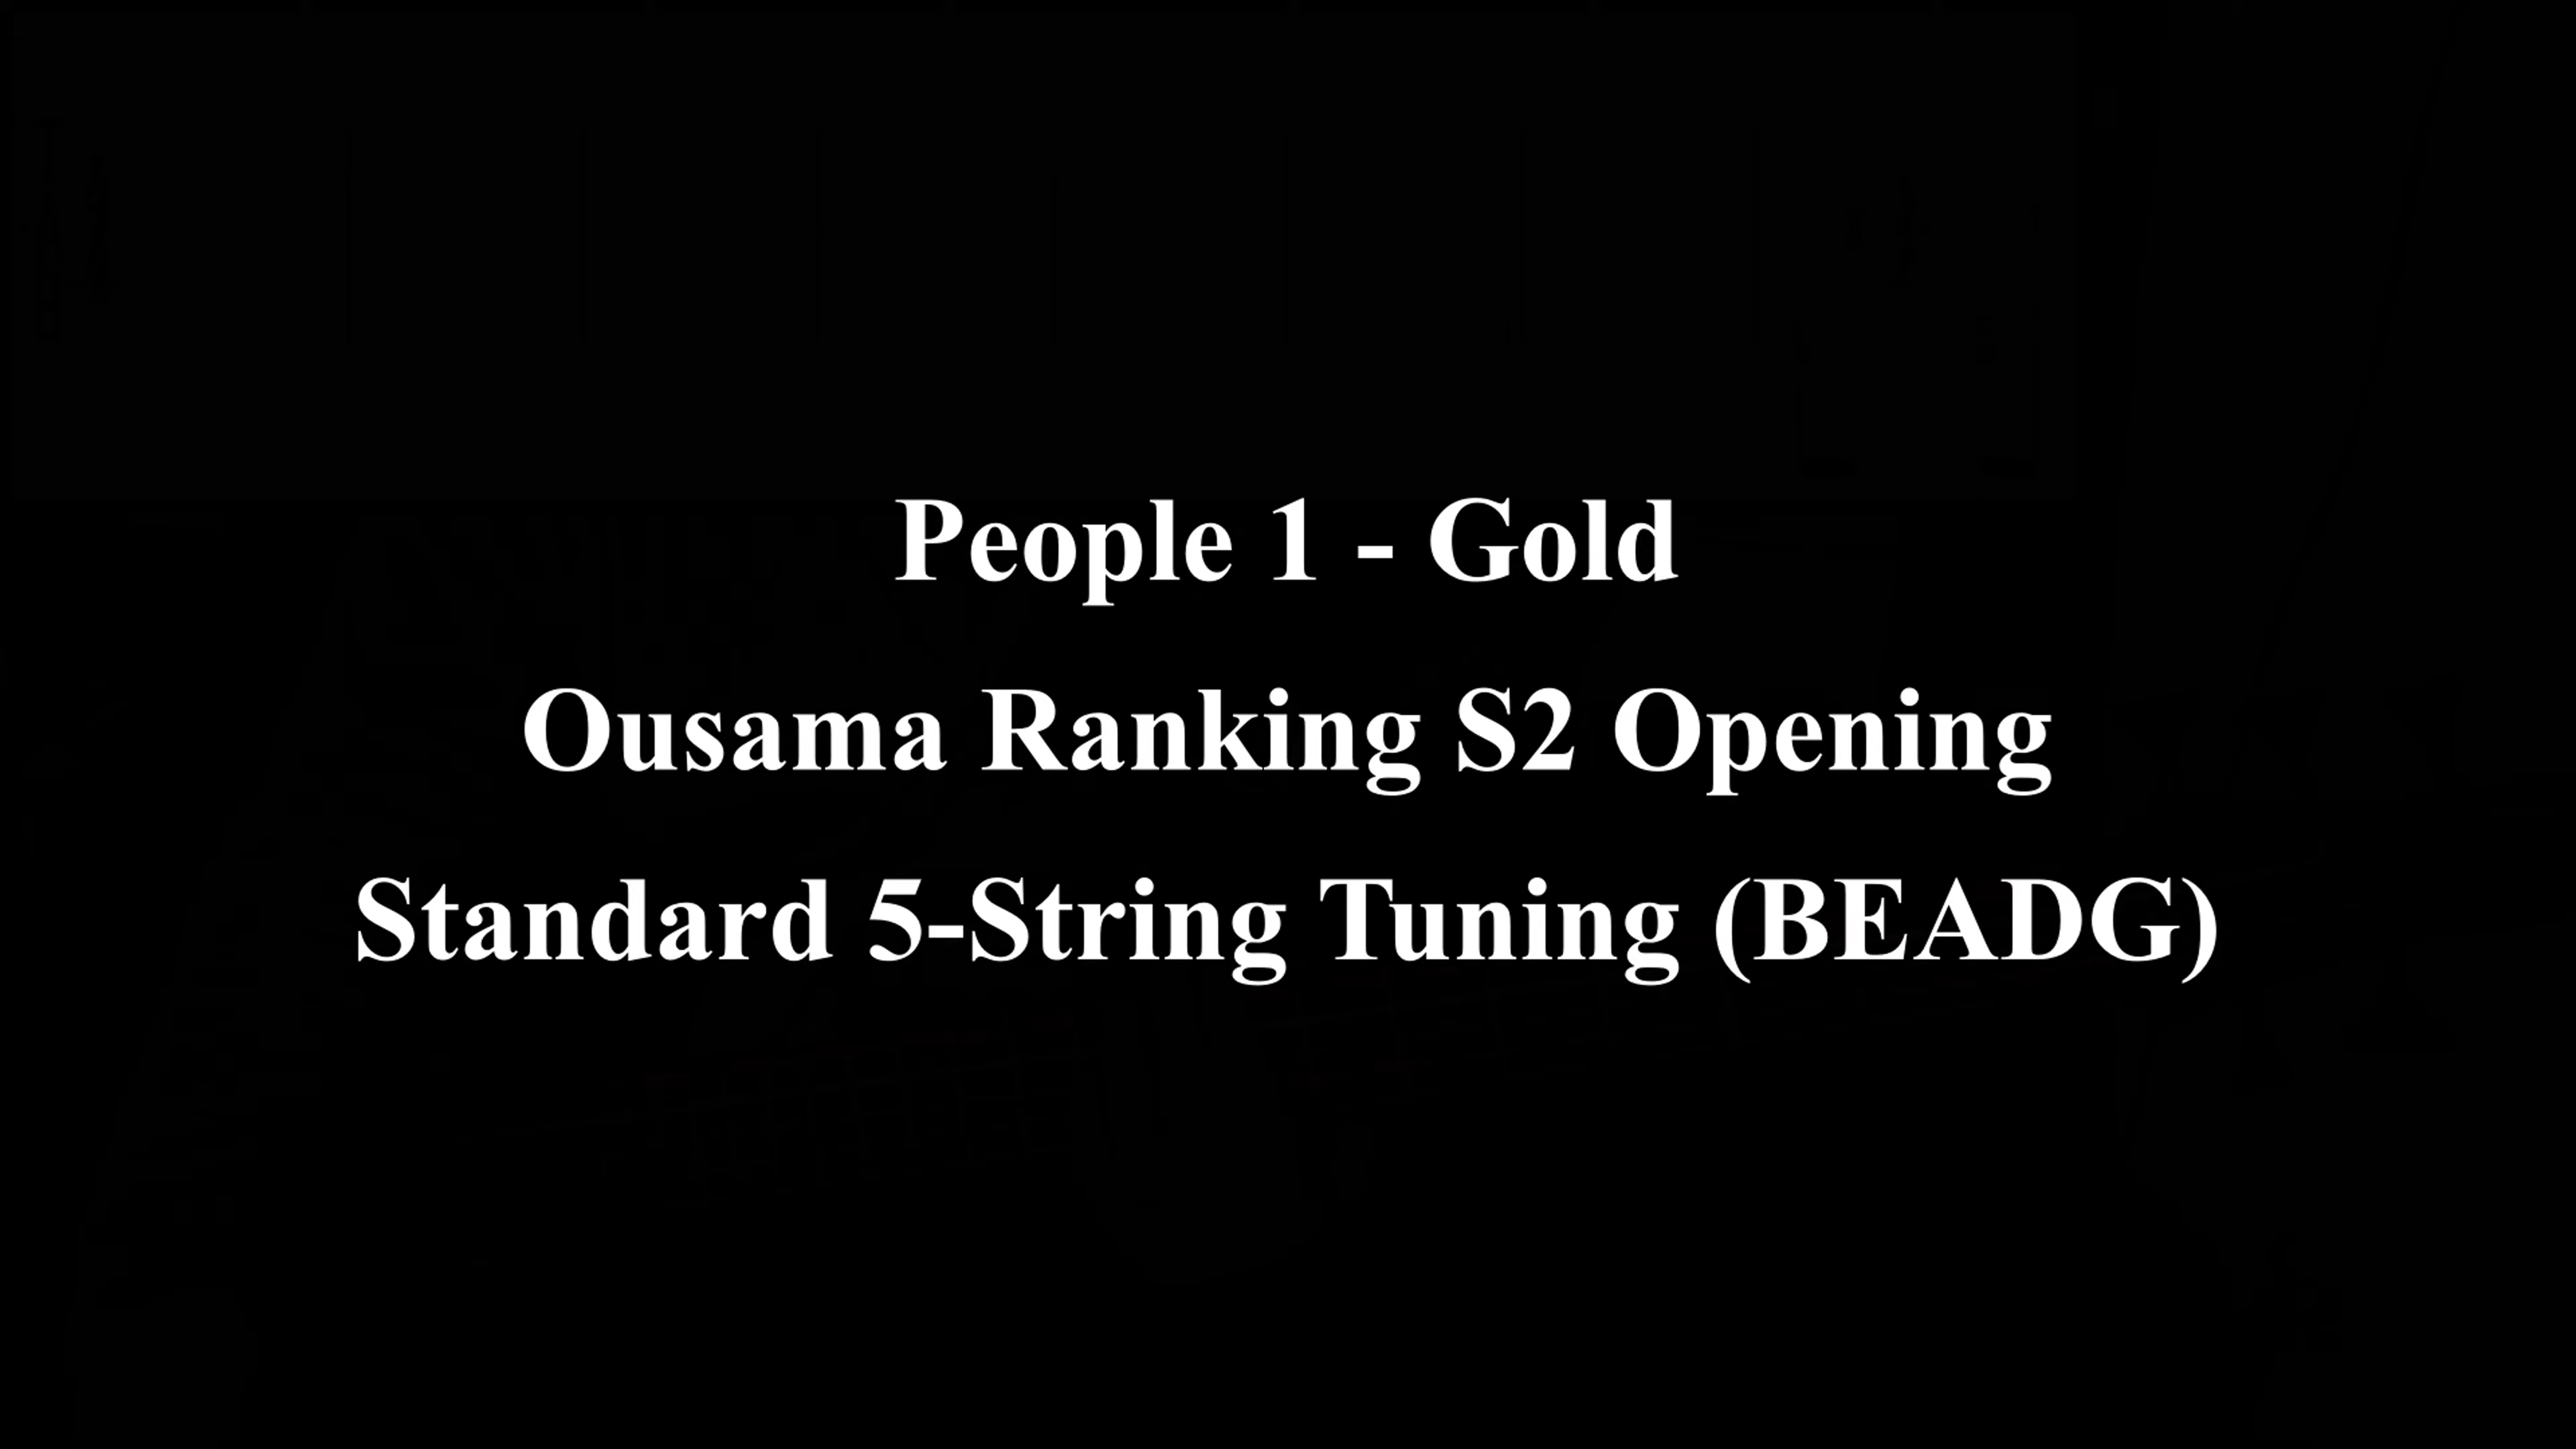 People 1 - Gold
Ousama Ranking S2 Opening
Standard 5-String Tuning (BEADG)